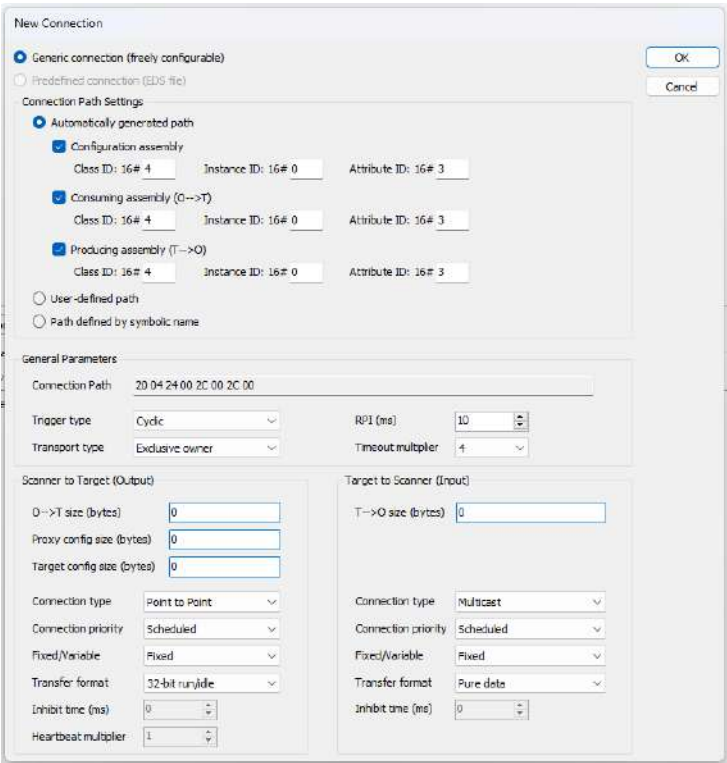 New Connection
Generic connection (freely configurable)
OK
Predefined connection (EDS file)
Cancel
Connection Path Settings
Automatically generated path
Configuration assembly
Class ID: 16# 4 Instance ID: 16# 0 Attribute ID: 16# 3
Consuming assembly (O-->T)
Class ID: 16# 4 Instance ID: 16# 0 Attribute ID: 16# 3
Producing assembly (T-->O)
Class ID: 16# 4 Instance ID: 16# 0 Attribute ID: 16# 3
User-defined path
Path defined by symbolic name
General Parameters
Connection Path 20 04 24 00 2C 00 2C 00
Trigger type Cyclic RPI (ms) 10
Transport type Exclusive owner Timeout multiplier 4
Scanner to Target (Output) Target to Scanner (Input)
O-->T size (bytes) 0 T-->O size (bytes) 0
Proxy config size (bytes) 0
Target config size (bytes) 0
Connection type Point to Point Connection type Multicast
Connection priority Scheduled Connection priority Scheduled
Fixed/Variable Fixed Fixed/Variable Fixed
Transfer format 32-bit run/idle Transfer format Pure data
Inhibit time (ms) 0 Inhibit time (ms) 0
Heartbeat multiplier 1